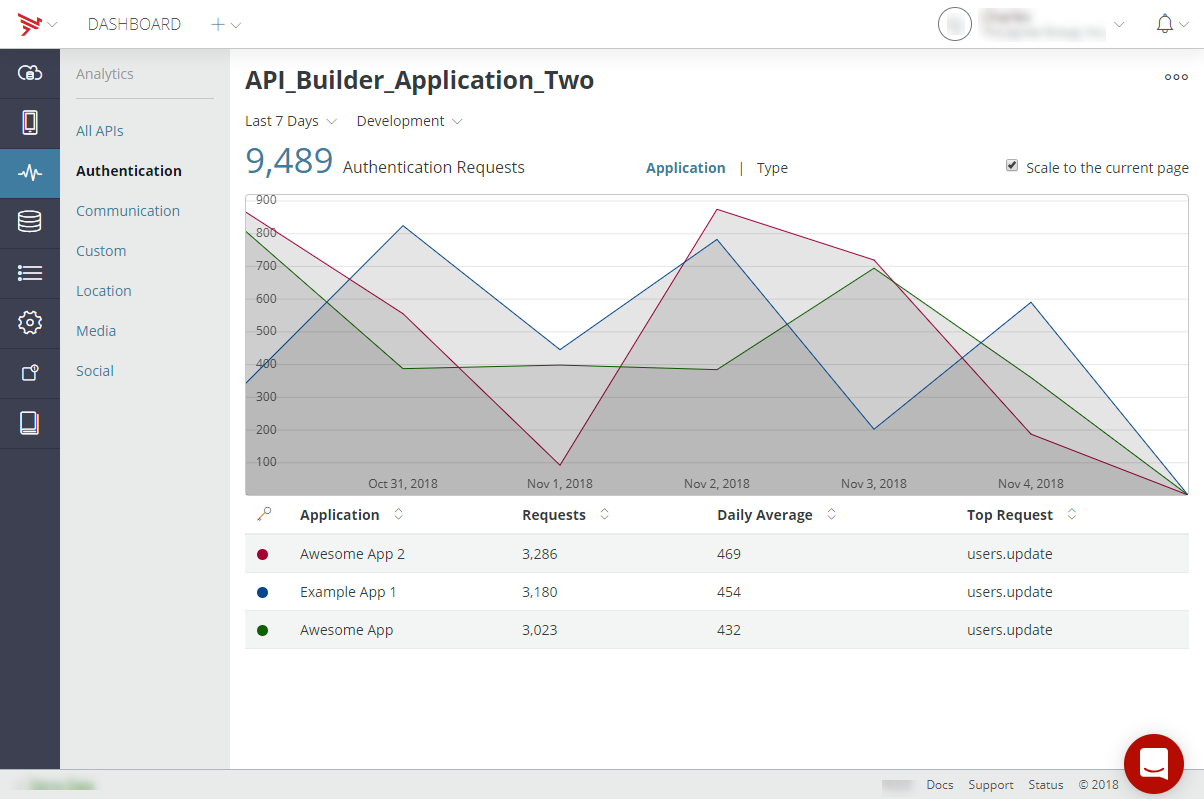 DASHBOARD
Analytics
All APIs
Authentication
Communication
Custom
Location
Media
Social
API_Builder_Application_Two
Last 7 Days Development
9,489 Authentication Requests Application | Type Scale to the current page
900
800
700
600
500
400
300
200
100
Oct 31, 2018 Nov 1, 2018 Nov 2, 2018 Nov 3, 2018 Nov 4, 2018
Application Requests Daily Average Top Request
Awesome App 2 3,286 469 users.update
Example App 1 3,180 454 users.update
Awesome App 3,023 432 users.update
Docs Support Status © 2018